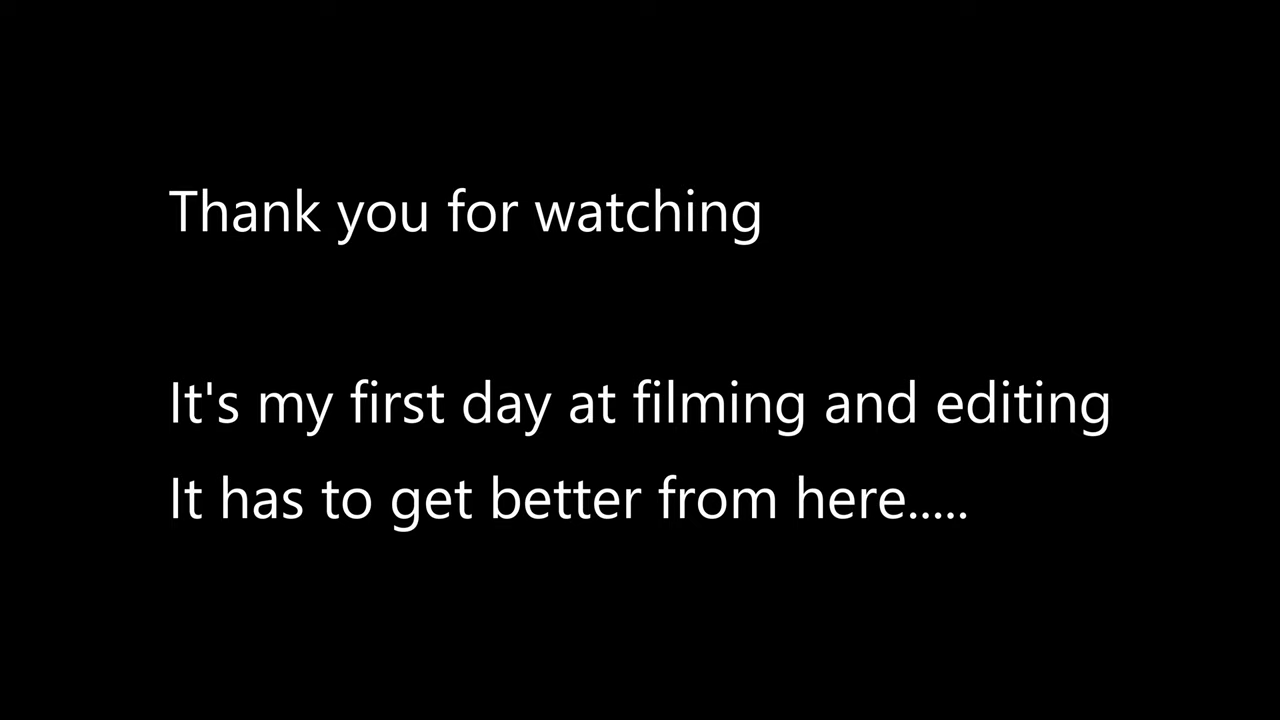 Thank you for watching
It's my first day at filming and editing
It has to get better from here.....